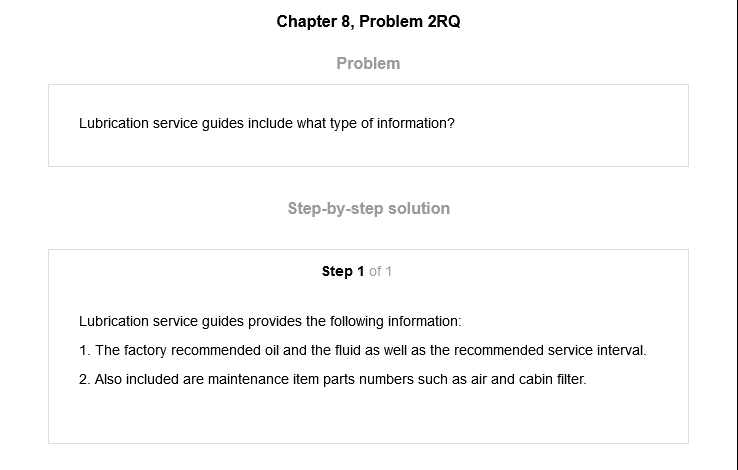 Chapter 8, Problem 2RQ
Problem
Lubrication service guides include what type of information?
Step-by-step solution
Step 1 of 1
Lubrication service guides provides the following information:
1. The factory recommended oil and the fluid as well as the recommended service interval.
2. Also included are maintenance item parts numbers such as air and cabin filter.